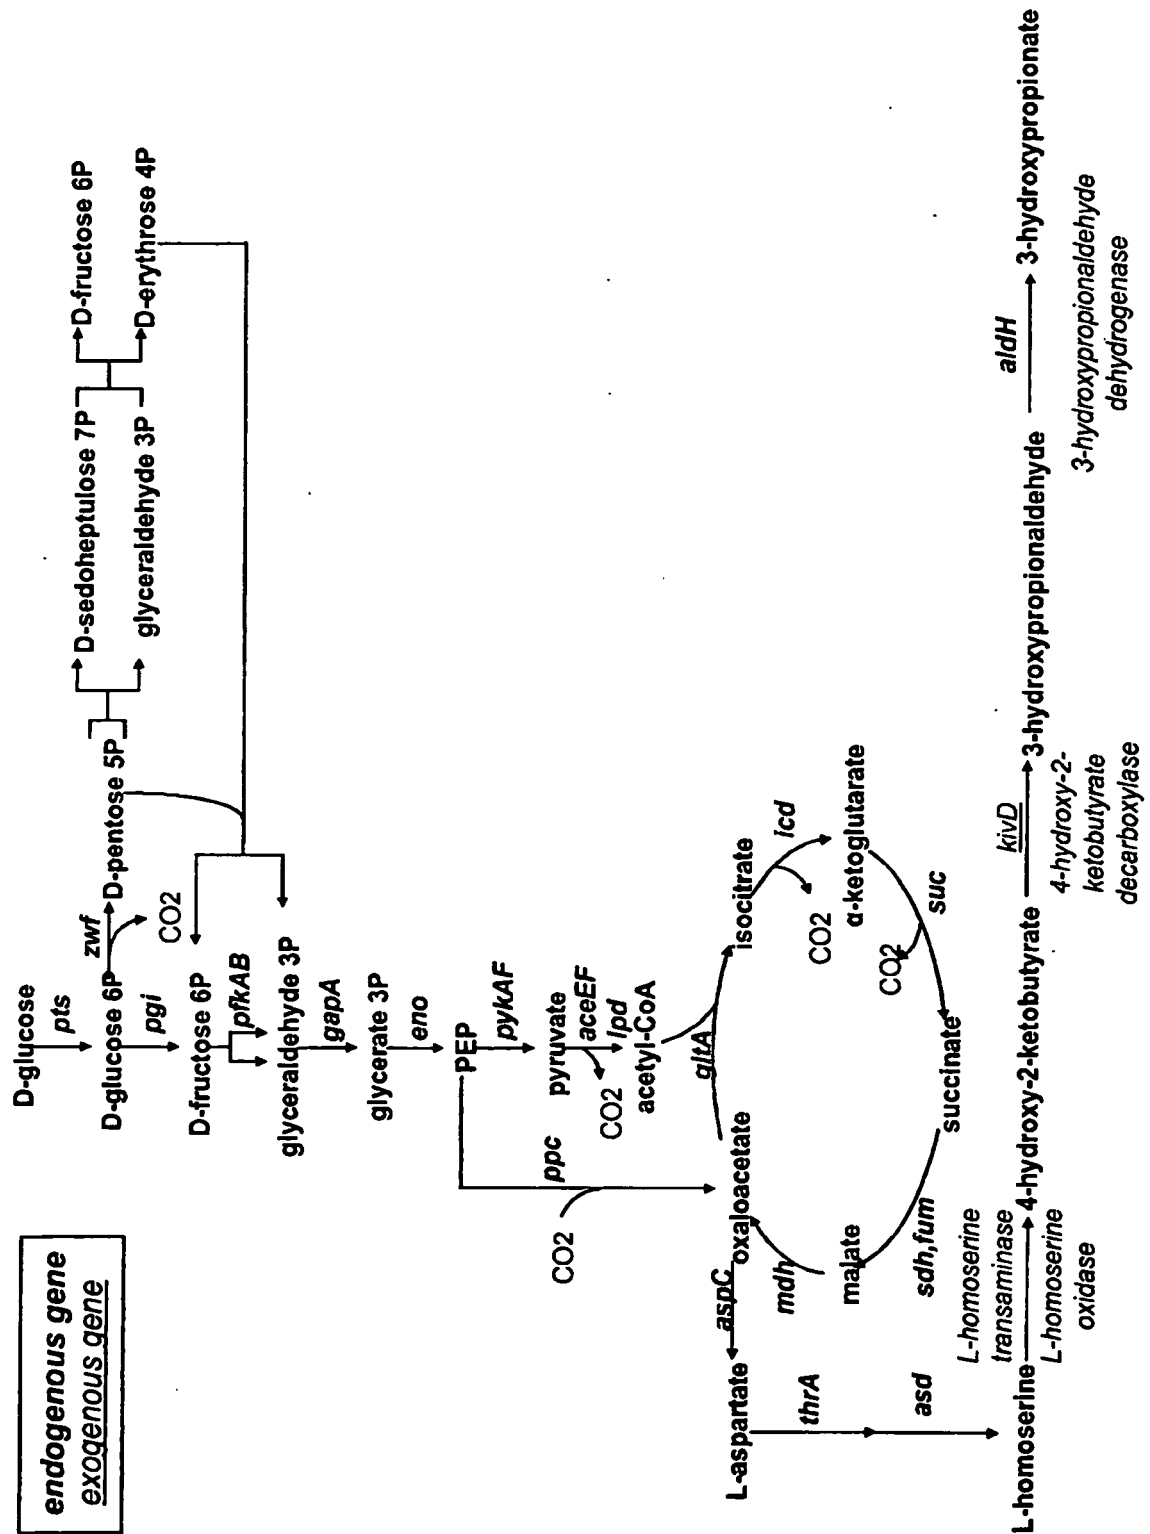 endogenous gene
exogenous gene
D-glucose
pts
D-glucose 6P
zwf
D-pentose 5P
CO2
D-sedoheptulose 7P
glyceraldehyde 3P
D-fructose 6P
D-erythrose 4P
pgi
D-fructose 6P
pfkAB
glyceraldehyde 3P
gapA
glycerate 3P
eno
PEP
pykAF
ppc
CO2
pyruvate
aceEF
CO2
lpd
acetyl-CoA
gltA
oxaloacetate
isocitrate
icd
CO2
α-ketoglutarate
suc
CO2
succinate
sdh,fum
malate
mdh
aspC
L-aspartate
thrA
asd
L-homoserine
L-homoserine
transaminase
L-homoserine
oxidase
4-hydroxy-2-ketobutyrate
kivD
4-hydroxy-2-
ketobutyrate
decarboxylase
3-hydroxypropionaldehyde
aldH
3-hydroxypropionaldehyde
dehydrogenase
3-hydroxypropionate